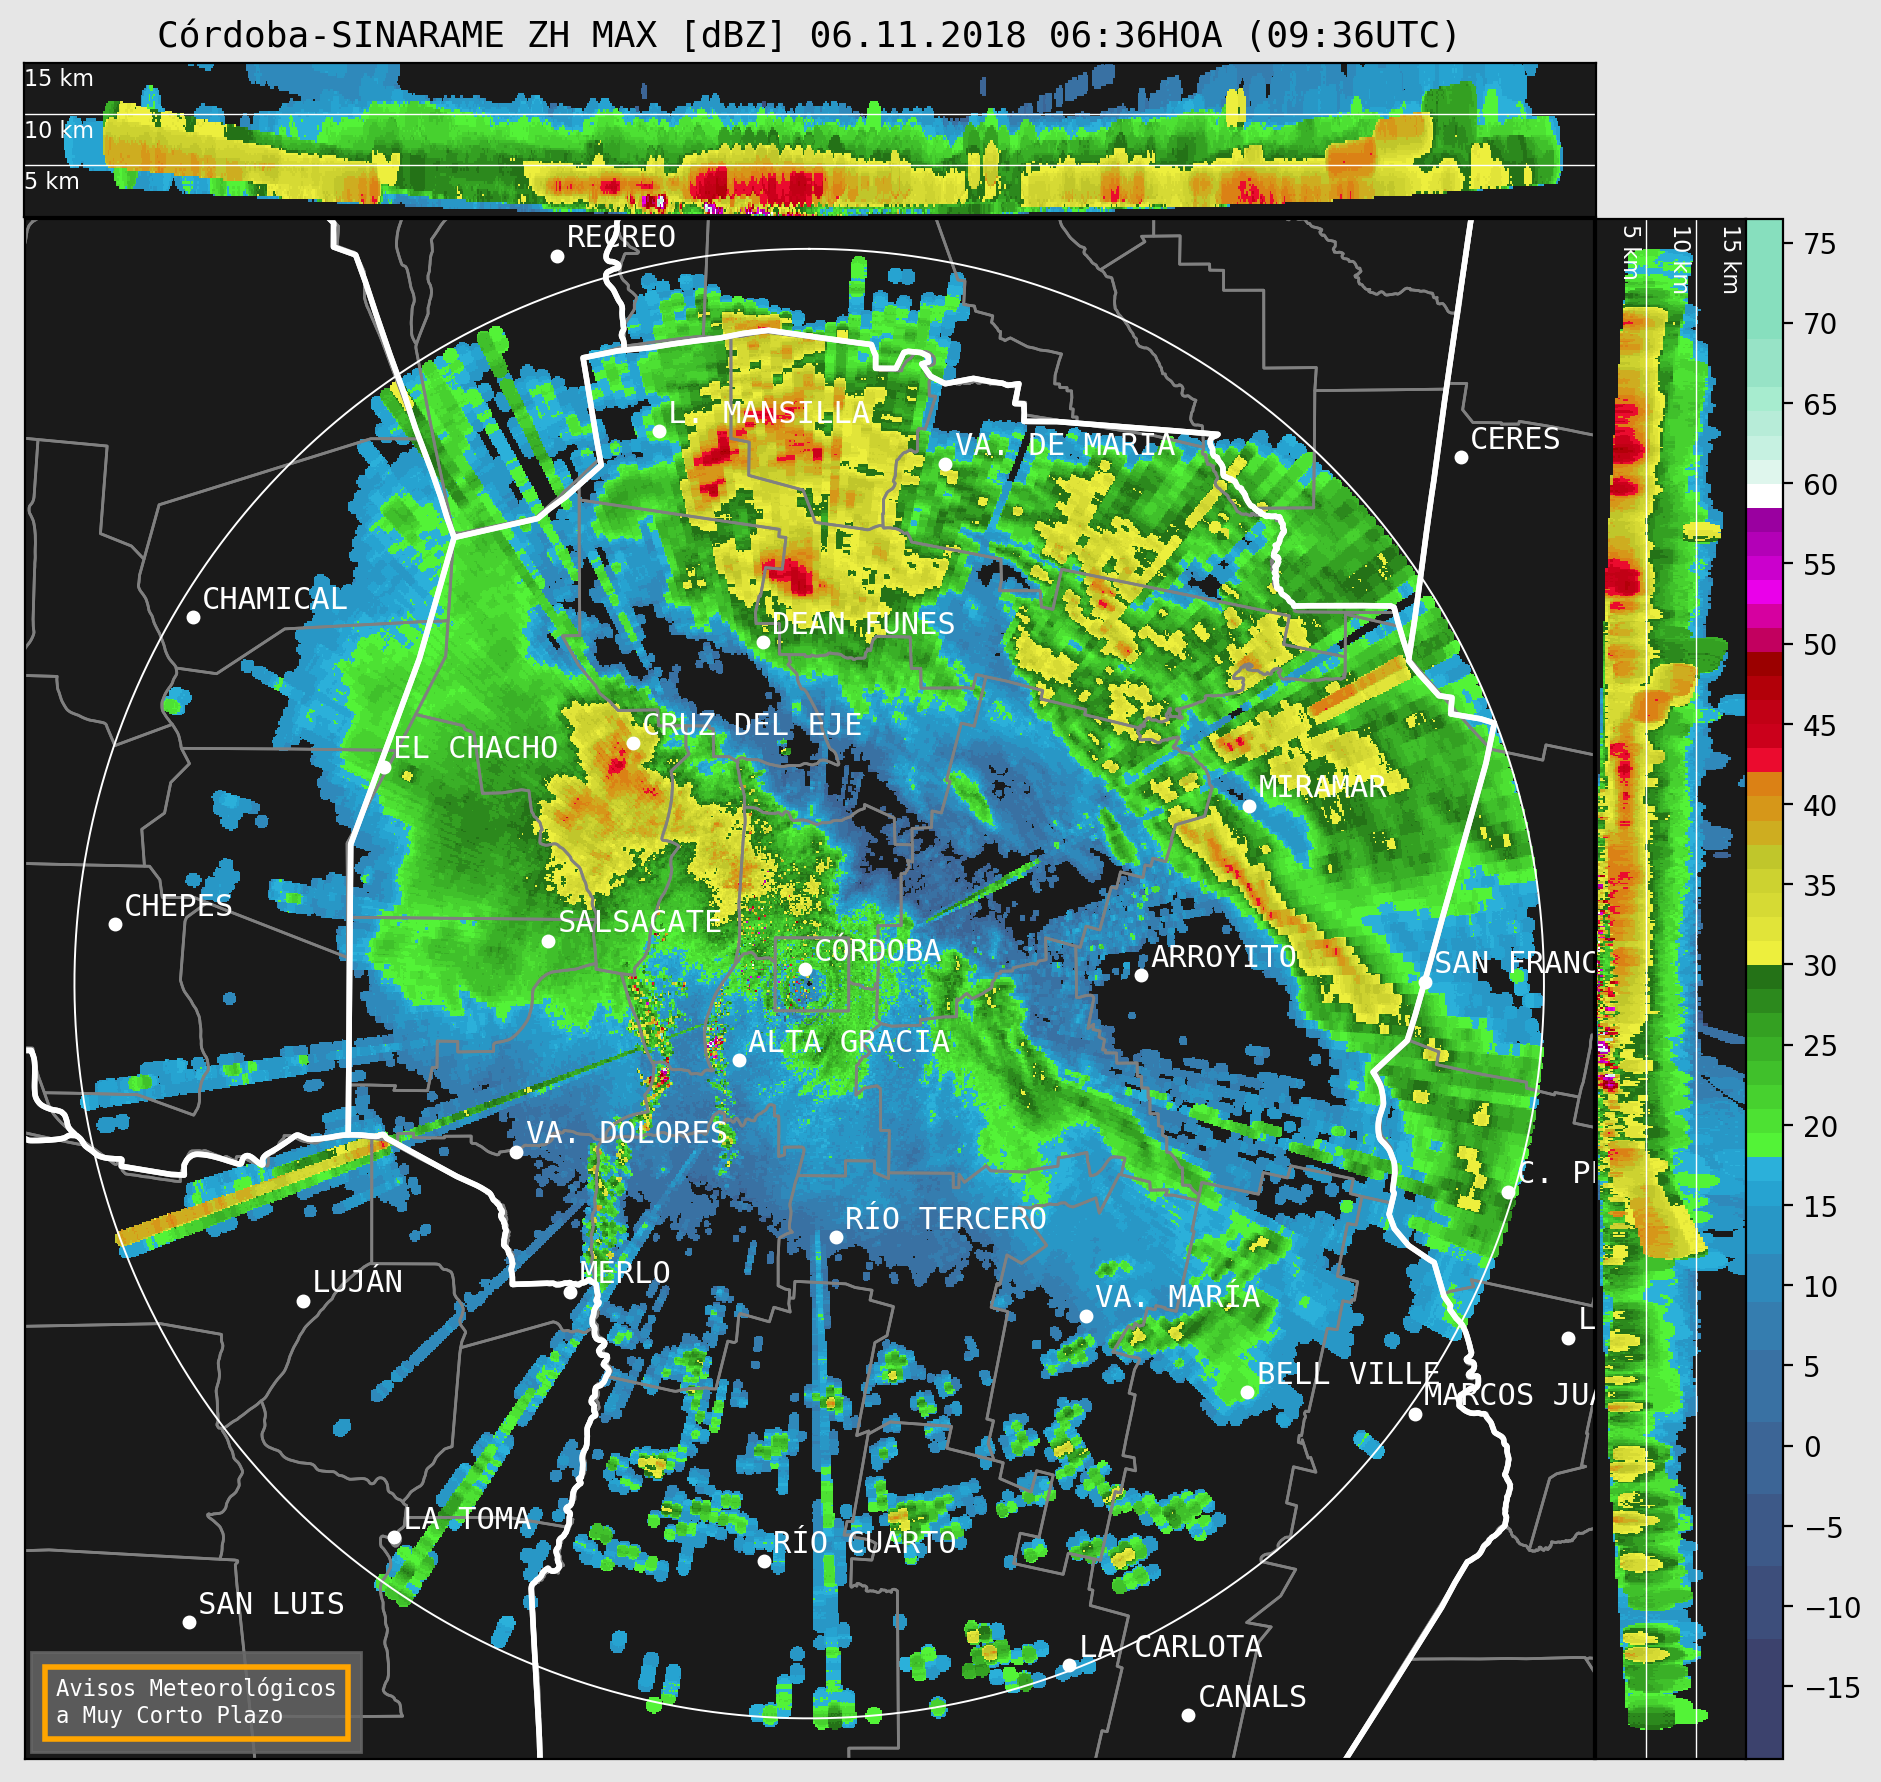 Córdoba-SINARAME ZH MAX [dBZ] 06.11.2018 06:36HOA (09:36UTC)
15 km
10 km
5 km
5 km
10 km
15 km
RECREO
L. MANSILLA
VA. DE MARIA
CERES
CHAMICAL
DEAN FUNES
CRUZ DEL EJE
EL CHACHO
MIRAMAR
CHEPES
SALSACATE
CÓRDOBA
ARROYITO
SAN FRANC
ALTA GRACIA
VA. DOLORES
C. P
RÍO TERCERO
MERLO
LUJÁN
VA. MARÍA
L
BELL VILLE
MARCOS JUÁ
LA TOMA
RÍO CUARTO
SAN LUIS
LA CARLOTA
CANALS
Avisos Meteorológicos
a Muy Corto Plazo
75
70
65
60
55
50
45
40
35
30
25
20
15
10
5
0
−5
−10
−15